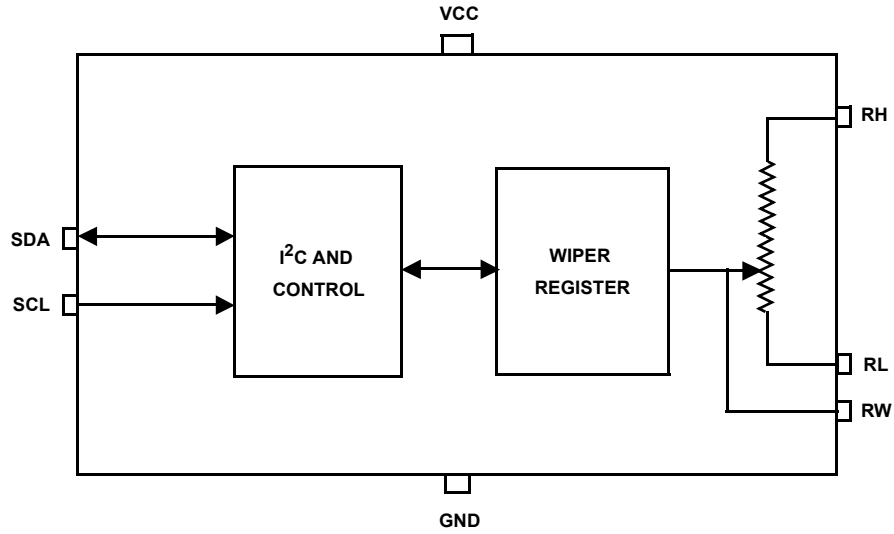 VCC
RH
SDA
I²C AND
CONTROL
WIPER
REGISTER
SCL
RL
RW
GND